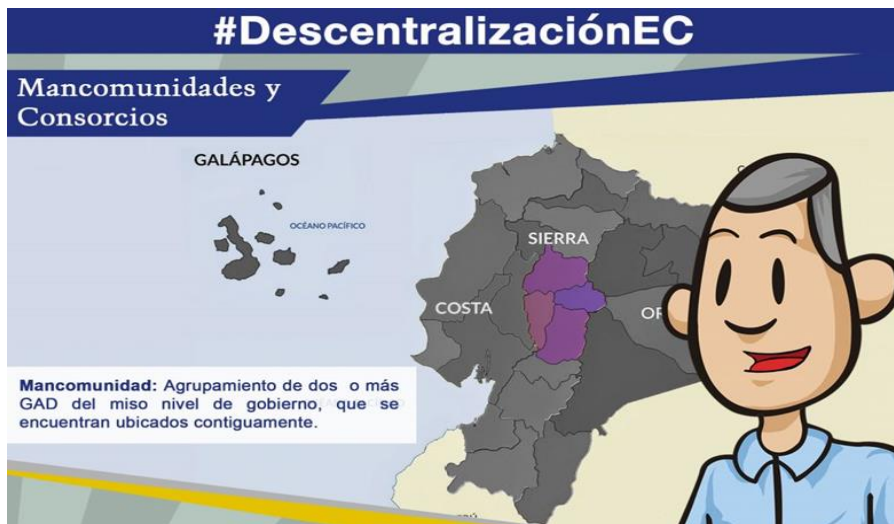 #DescentralizaciónEC
Mancomunidades y
Consorcios
GALÁPAGOS
OCÉANO PACÍFICO
SIERRA
COSTA
Mancomunidad: Agrupamiento de dos o más
GAD del miso nivel de gobierno, que se
encuentran ubicados contiguamente.